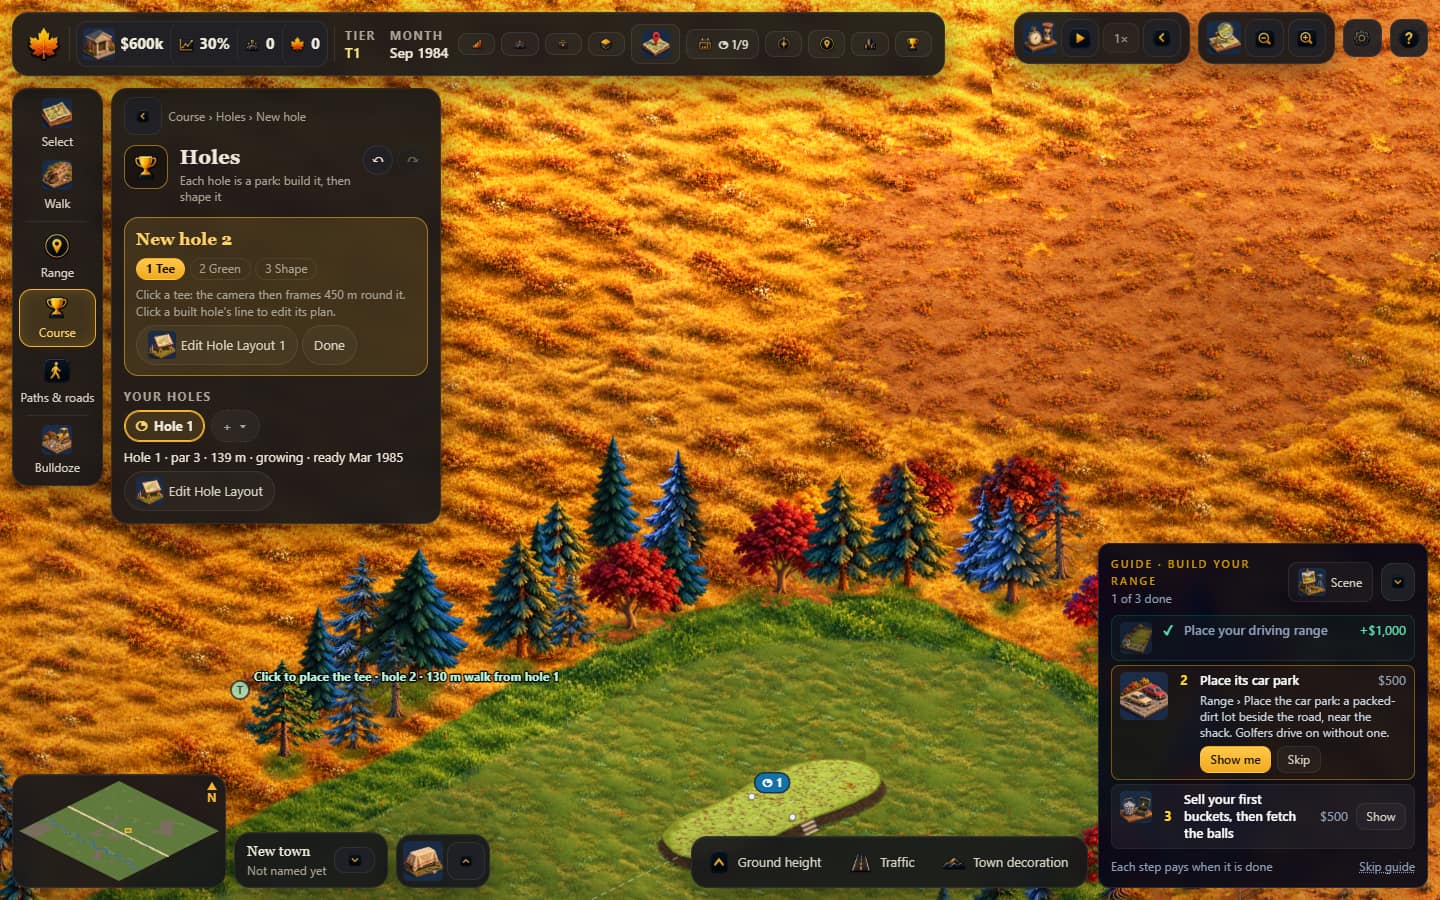 $600k
30%
0
0
TIER
T1
MONTH
Sep 1984
1/9
1×
?
Select
Walk
Range
Course
Paths & roads
Bulldoze
Course › Holes › New hole
Holes
Each hole is a park: build it, then
shape it
New hole 2
1 Tee
2 Green
3 Shape
Click a tee: the camera then frames 450 m round it.
Click a built hole's line to edit its plan.
Edit Hole Layout 1
Done
YOUR HOLES
Hole 1
+
Hole 1 · par 3 · 139 m · growing · ready Mar 1985
Edit Hole Layout
T
Click to place the tee · hole 2 · 130 m walk from hole 1
1
N
New town
Not named yet
Ground height
Traffic
Town decoration
GUIDE · BUILD YOUR
RANGE
1 of 3 done
Scene
✓ Place your driving range +$1,000
2 Place its car park $500
Range › Place the car park: a packed-
dirt lot beside the road, near the
shack. Golfers drive on without one.
Show me
Skip
3 Sell your first
buckets, then fetch
the balls
$500
Show
Each step pays when it is done
Skip guide